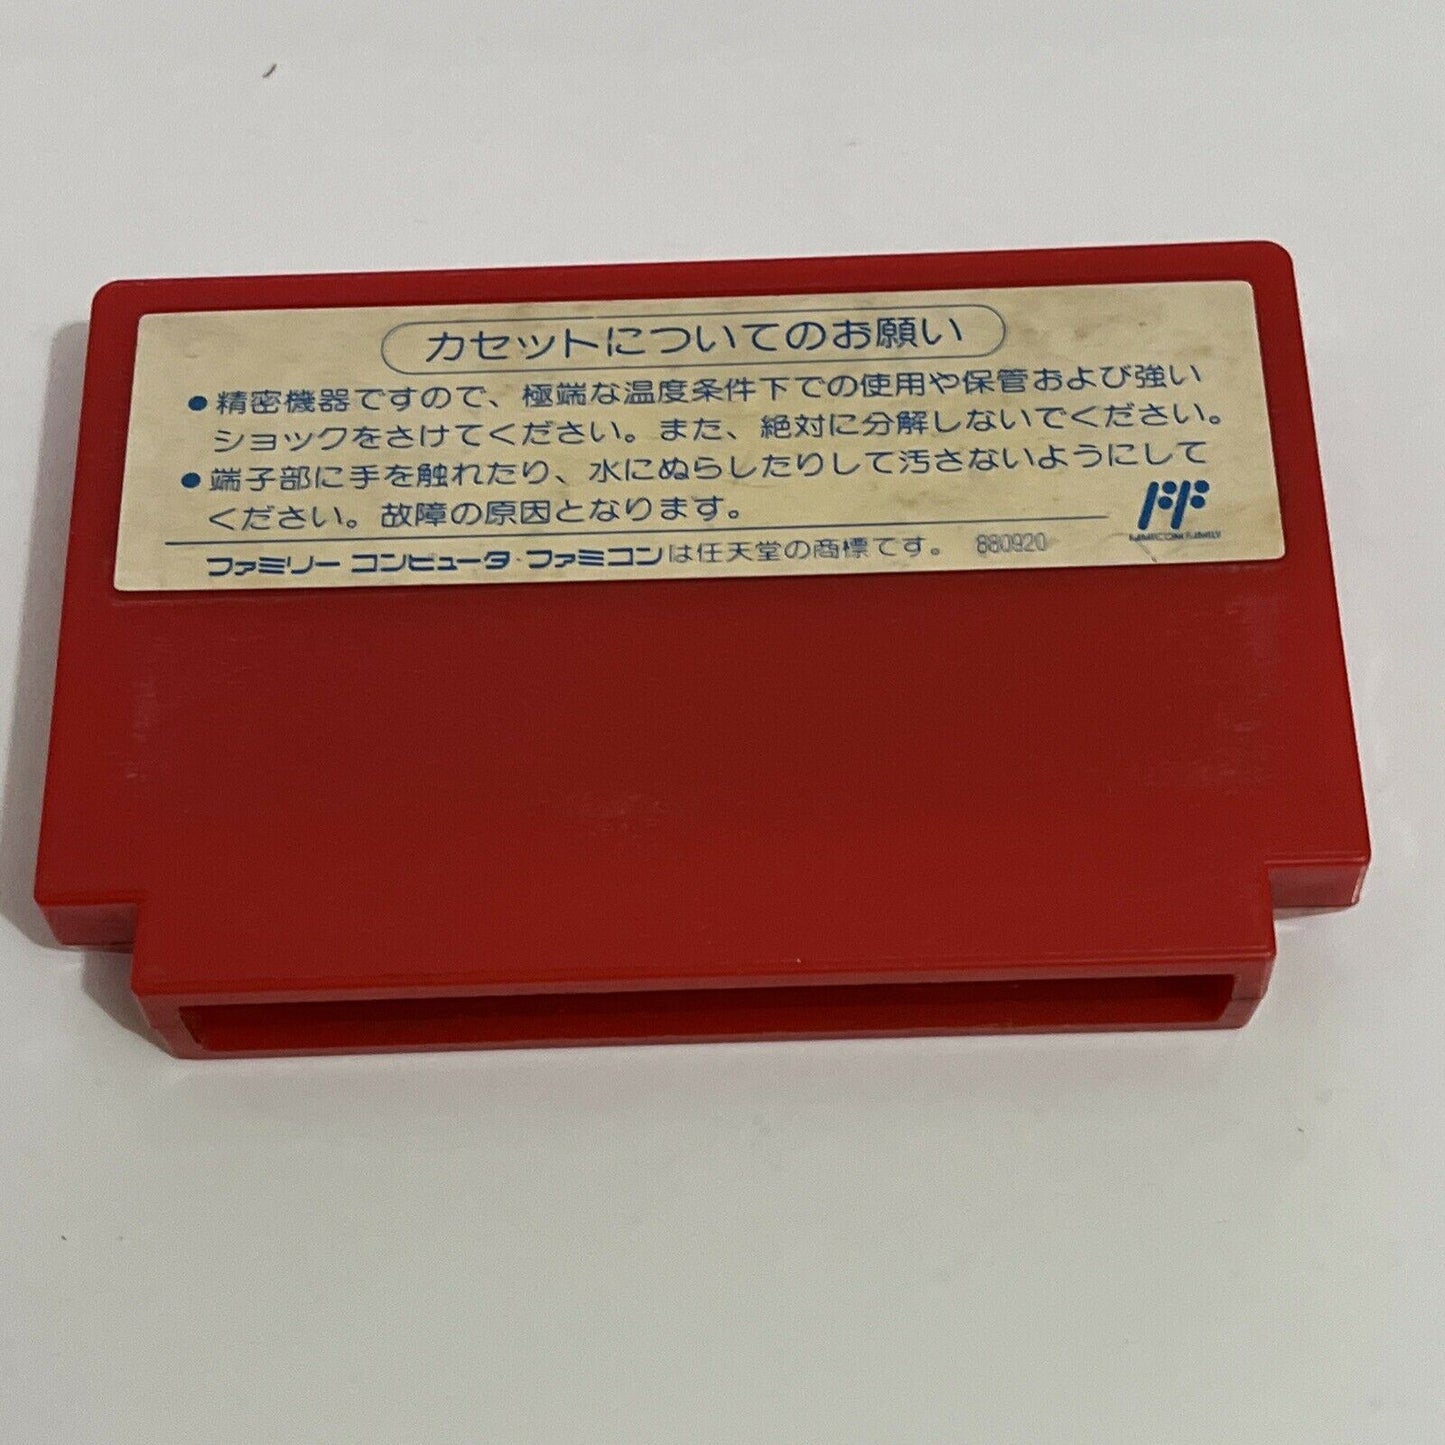 カセットについてのお願い
●精密機器ですので、極端な温度条件下での使用や保管および強い
ショックをさけてください。また、絶対に分解しないでください。
●端子部に手を触れたり、水にぬらしたりして汚さないようにして
ください。故障の原因となります。
FF
FAMICOM FAMILY
ファミリー コンピュータ・ファミコンは任天堂の商標です。 880920